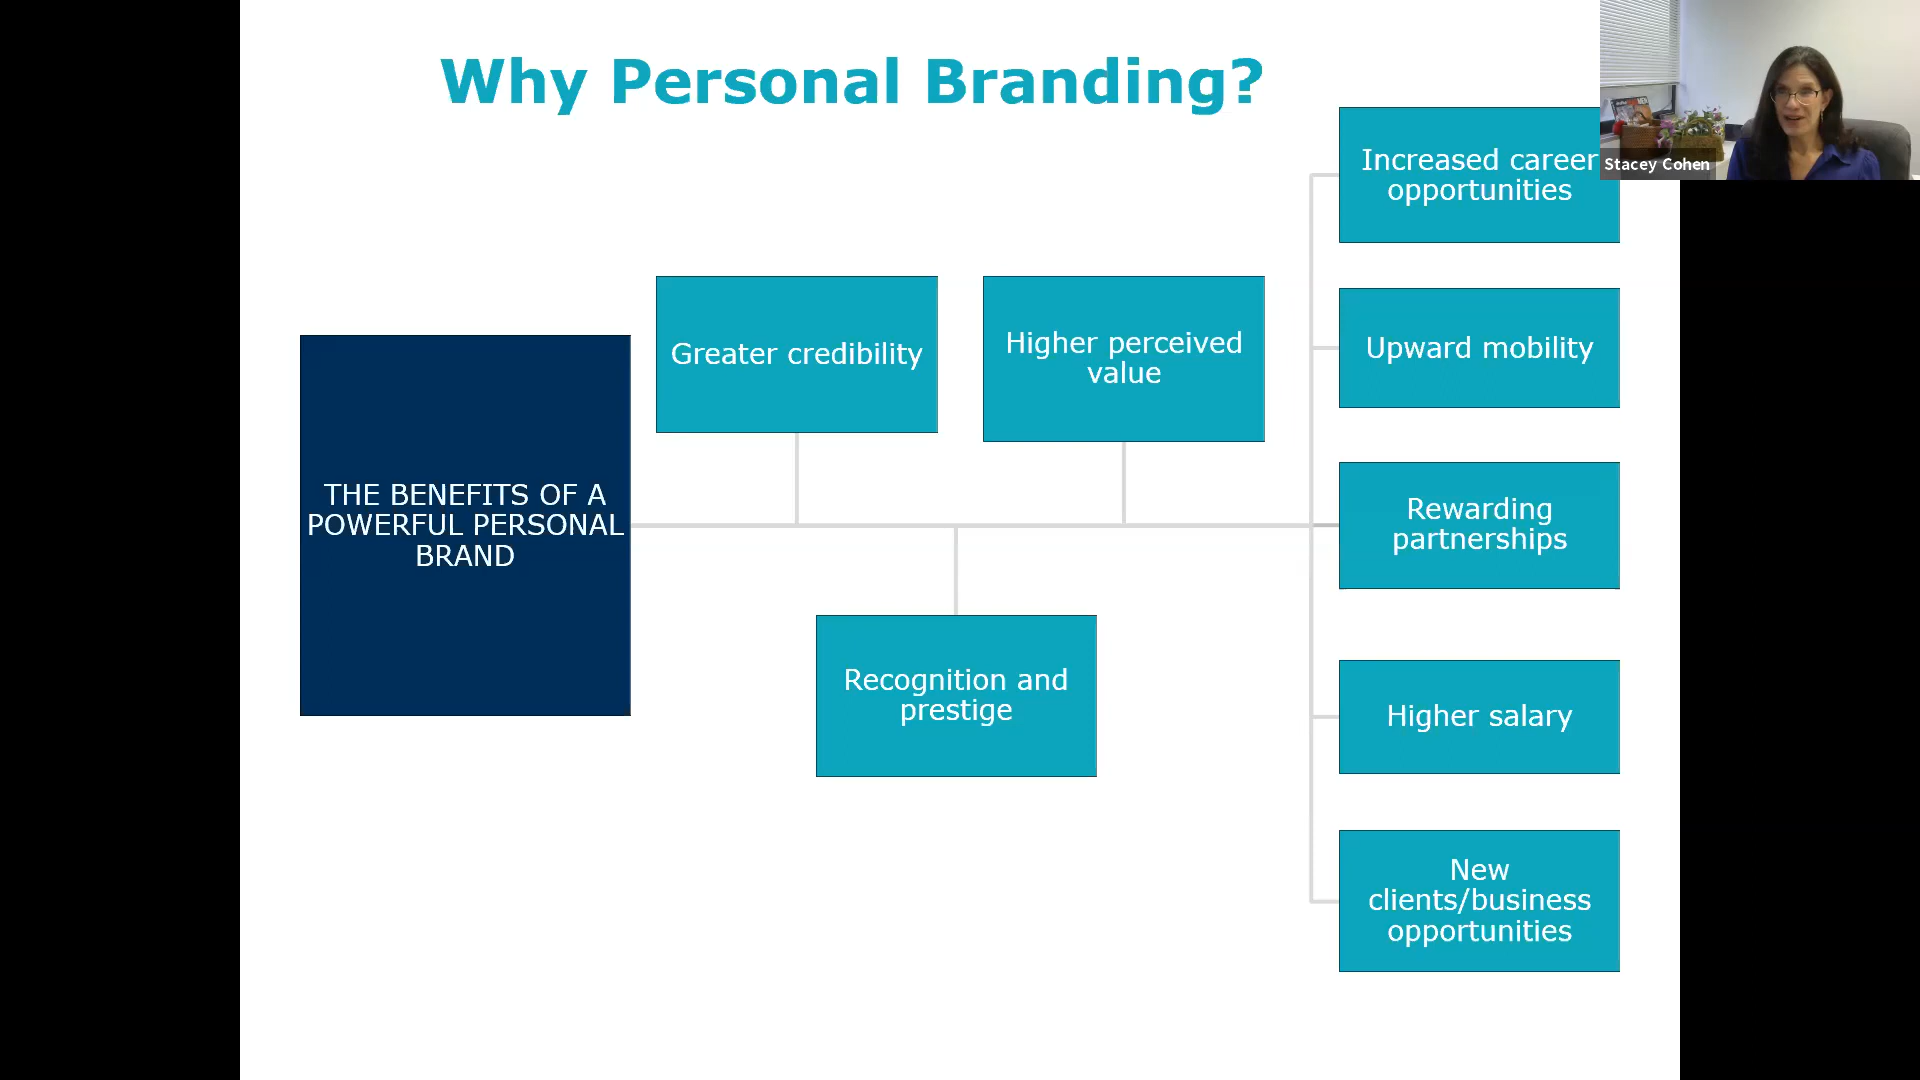 Why Personal Branding?
THE BENEFITS OF A
POWERFUL PERSONAL
BRAND
Greater credibility
Higher perceived
value
Recognition and
prestige
Increased career
opportunities
Upward mobility
Rewarding
partnerships
Higher salary
New
clients/business
opportunities
Stacey Cohen